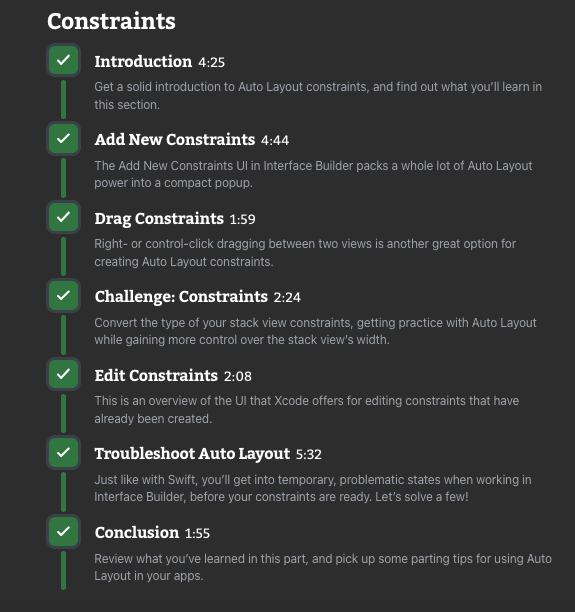 Constraints
Introduction 4:25
Get a solid introduction to Auto Layout constraints, and find out what you'll learn in
this section.
Add New Constraints 4:44
The Add New Constraints UI in Interface Builder packs a whole lot of Auto Layout
power into a compact popup.
Drag Constraints 1:59
Right- or control-click dragging between two views is another great option for
creating Auto Layout constraints.
Challenge: Constraints 2:24
Convert the type of your stack view constraints, getting practice with Auto Layout
while gaining more control over the stack view's width.
Edit Constraints 2:08
This is an overview of the UI that Xcode offers for editing constraints that have
already been created.
Troubleshoot Auto Layout 5:32
Just like with Swift, you'll get into temporary, problematic states when working in
Interface Builder, before your constraints are ready. Let's solve a few!
Conclusion 1:55
Review what you've learned in this part, and pick up some parting tips for using Auto
Layout in your apps.